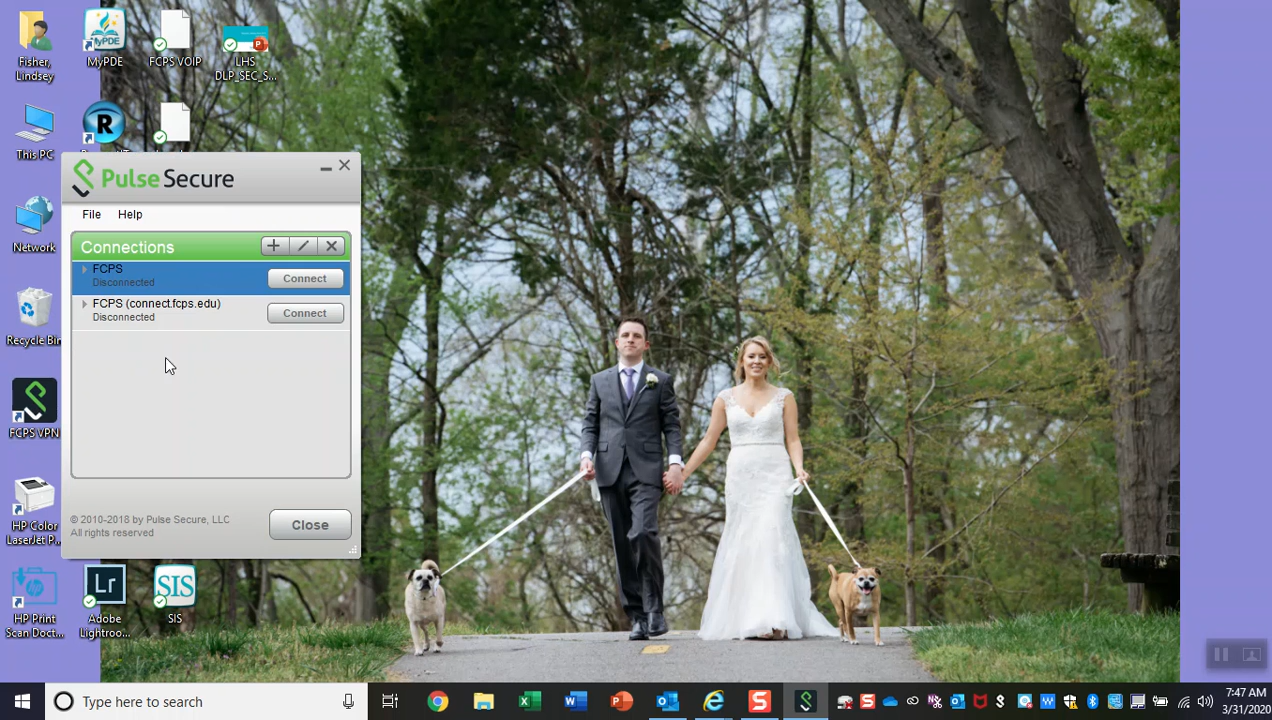 Fisher,
Lindsey
MyPDE
MyPDE
FCPS VOIP
LHS
DLP_SEC_S...
This PC
R
Pulse Secure
File Help
Connections
FCPS
Disconnected
Connect
FCPS (connect.fcps.edu)
Disconnected
Connect
© 2010-2018 by Pulse Secure, LLC
All rights reserved
Close
Network
Recycle Bin
FCPS VPN
HP Color
LaserJet P...
HP Print
Scan Doct...
Lr
Adobe
Lightroo...
SIS
SIS
Type here to search
7:47 AM
3/31/2020